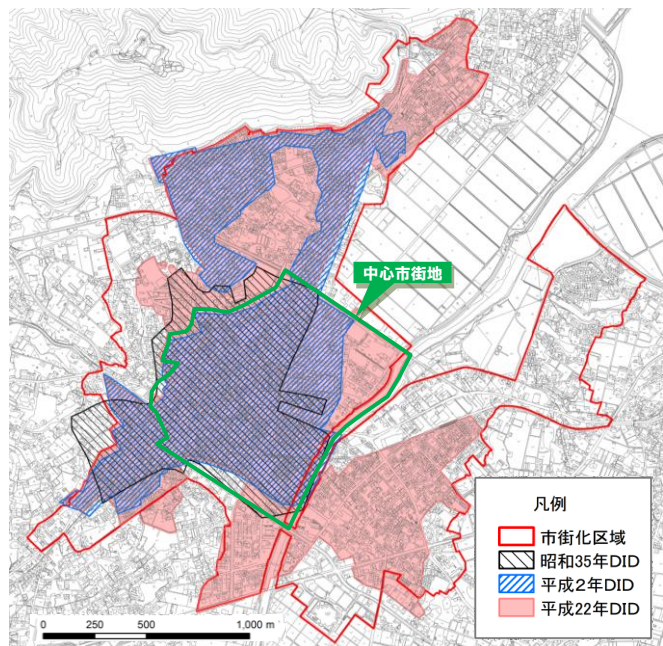 中心市街地
凡例
市街化区域
昭和35年DID
平成2年DID
平成22年DID
0 250 500 1,000 m